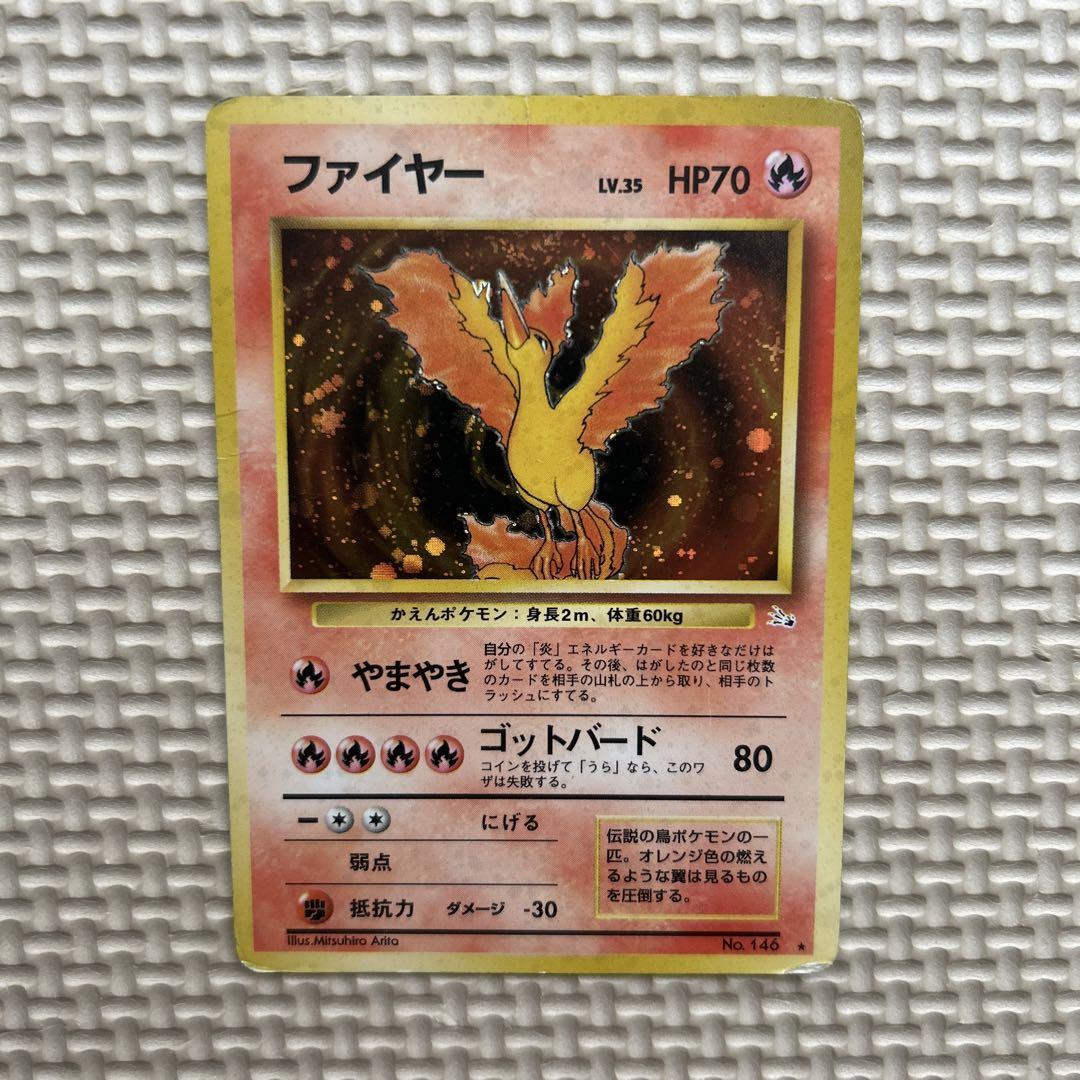 ファイヤー LV.35 HP70
かえんポケモン：身長2m、体重60kg
やまやき
自分の「炎」エネルギーカードを好きなだけは
がしてすてる。その後、はがしたのと同じ枚数
のカードを相手の山札の上から取り、相手のト
ラッシュにすてる。
ゴットバード 80
コインを投げて「うら」なら、このワ
ザは失敗する。
にげる
弱点
抵抗力 ダメージ -30
伝説の鳥ポケモンの一
匹。オレンジ色の燃え
るような翼は見るもの
を圧倒する。
Illus.Mitsuhiro Arita
No. 146 ★